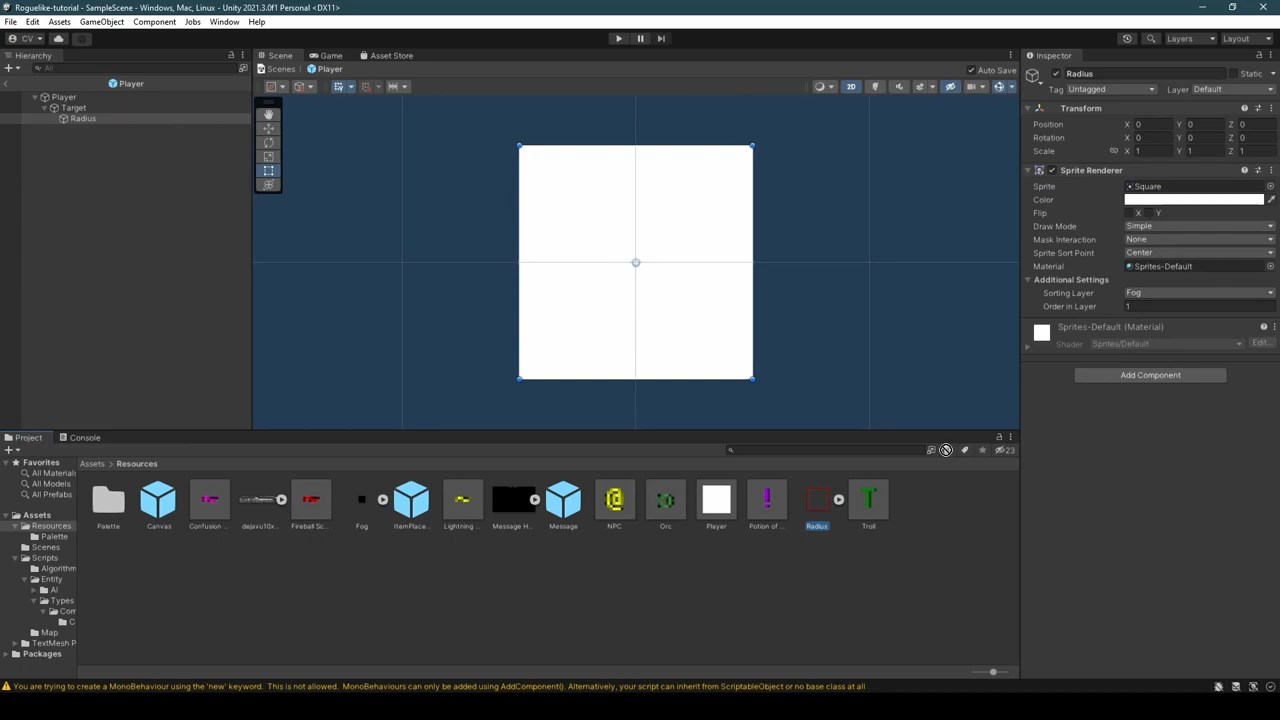 Roguelike-tutorial - SampleScene - Windows, Mac, Linux - Unity 2021.3.0f1 Personal <DX11>
File Edit Assets GameObject Component Jobs Window Help
CV Layers Layout
Hierarchy Scene Game Asset Store Inspector
All Scenes Player Auto Save Radius Static
Player 2D Tag Untagged Layer Default
Player Transform
Target Position X 0 Y 0 Z 0
Radius Rotation X 0 Y 0 Z 0
Scale X 1 Y 1 Z 1
Sprite Renderer
Sprite Square
Color
Flip X Y
Draw Mode Simple
Mask Interaction None
Sprite Sort Point Center
Material Sprites-Default
Additional Settings
Sorting Layer Fog
Order in Layer 1
Sprites-Default (Material)
Shader Sprites/Default Edit...
Add Component
Project Console
23
Favorites Assets > Resources
All Materials
All Models
All Prefabs
Assets
Resources Palette Canvas Confusion ... dejavu10x... Fireball Sc... Fog ItemPlace... Lightning ... Message H... Message NPC Orc Player Potion of ... Radius Troll
Palette
Scenes
Scripts
Algorithm
Entity
AI
Types
Com
C
Map
TextMesh P
Packages
You are trying to create a MonoBehaviour using the 'new' keyword. This is not allowed. MonoBehaviours can only be added using AddComponent(). Alternatively, your script can inherit from ScriptableObject or no base class at all